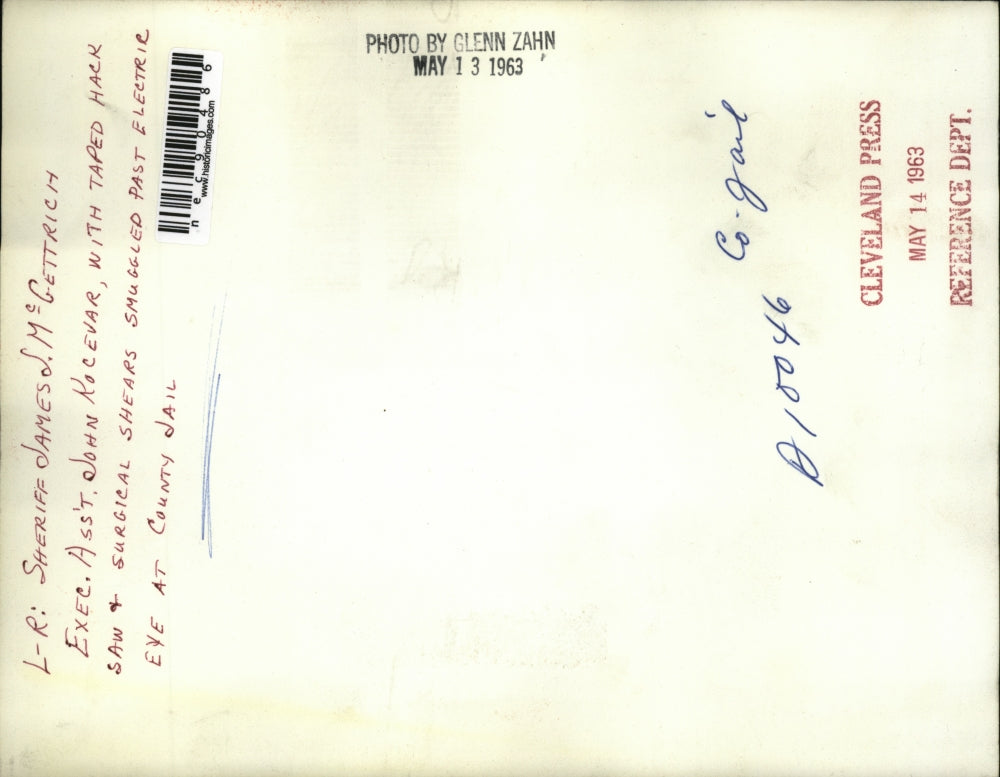 L-R: SHERIFF JAMES J. McGETTRICH
EXEC. ASS'T. JOHN KOCEVAR, WITH TAPED HACK
SAW & SURGICAL SHEARS SMUGGLED PAST ELECTRIC
EYE AT COUNTY JAIL
nec904486
www.historicimages.com
PHOTO BY GLENN ZAHN
MAY 13 1963
Co-Jail
D10046
CLEVELAND PRESS
MAY 14 1963
REFERENCE DEPT.